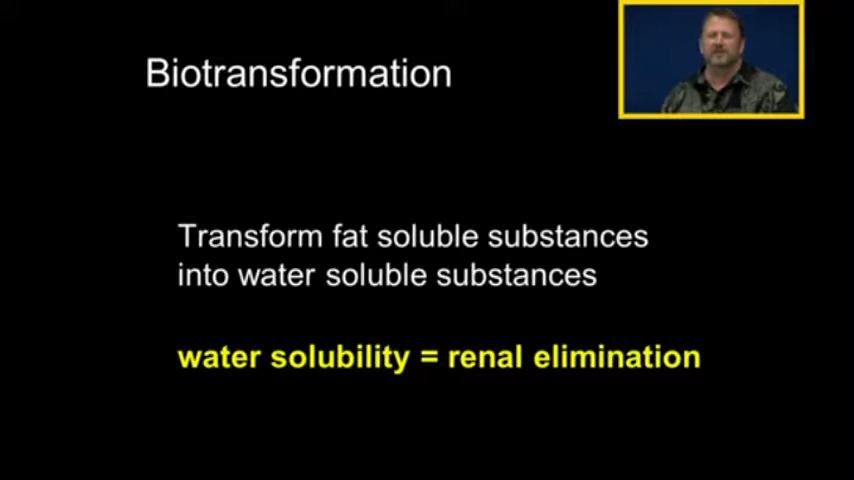 Biotransformation
Transform fat soluble substances
into water soluble substances
water solubility = renal elimination